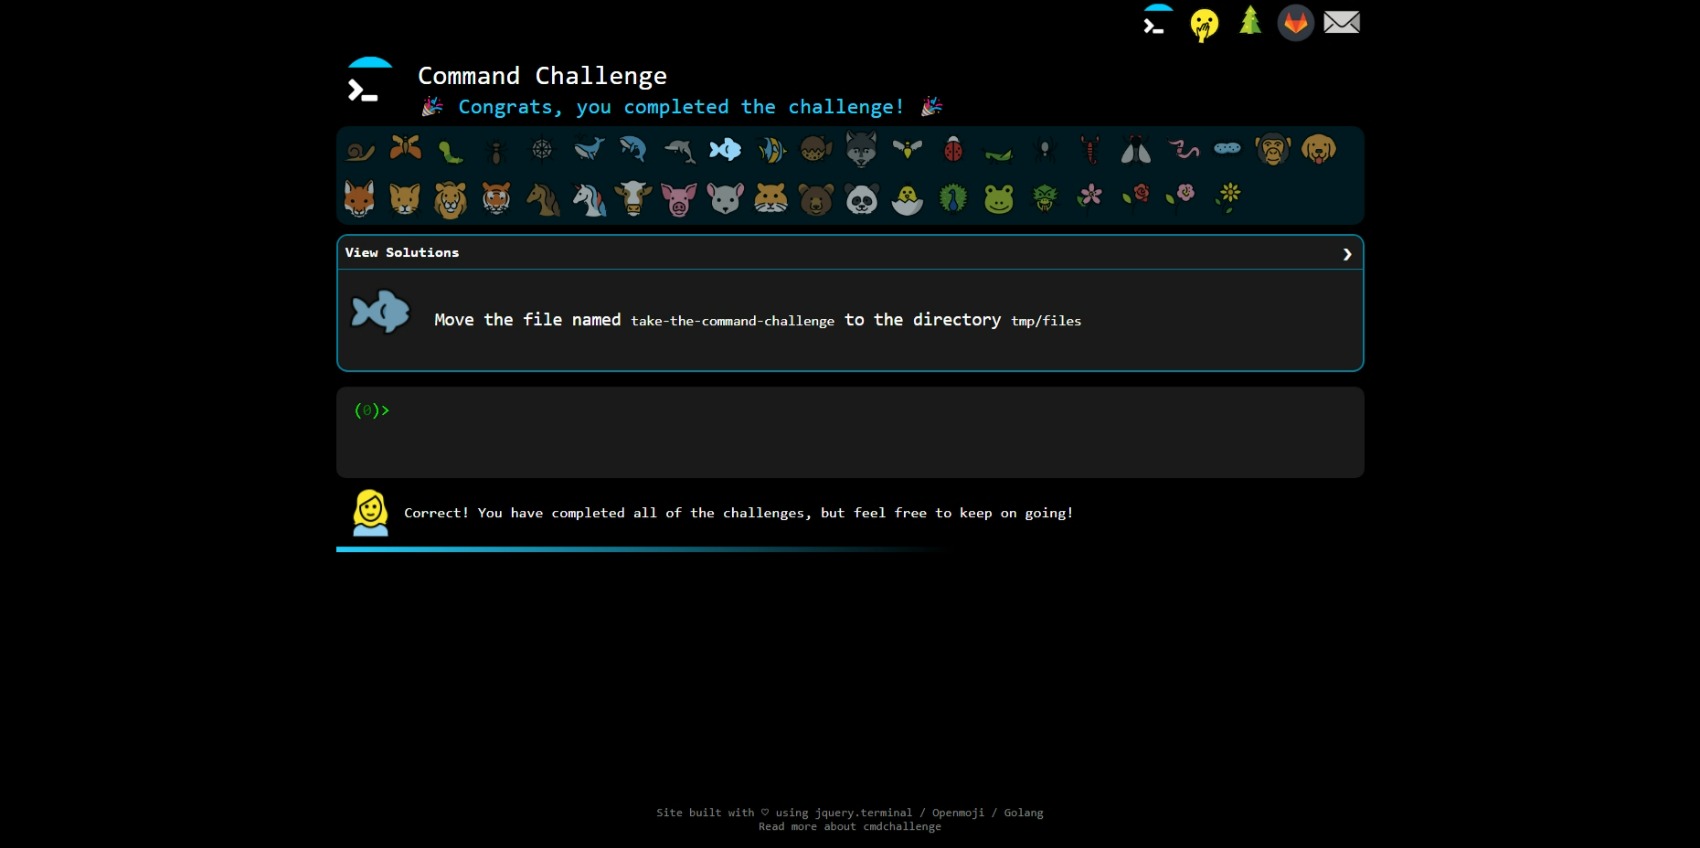 Command Challenge
Congrats, you completed the challenge!
View Solutions
Move the file named take-the-command-challenge to the directory tmp/files
(0)>
Correct! You have completed all of the challenges, but feel free to keep on going!
Site built with ♡ using jquery.terminal / Openmoji / Golang
Read more about cmdchallenge